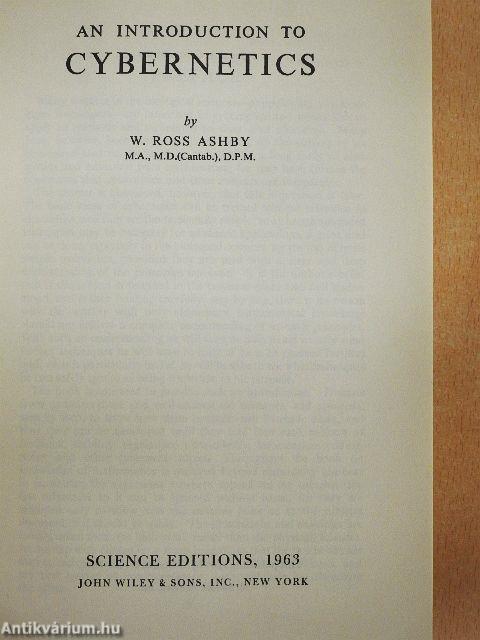 AN INTRODUCTION TO
CYBERNETICS
by
W. ROSS ASHBY
M.A., M.D.(Cantab.), D.P.M.
SCIENCE EDITIONS, 1963
JOHN WILEY & SONS, INC., NEW YORK
Antikvárium.hu